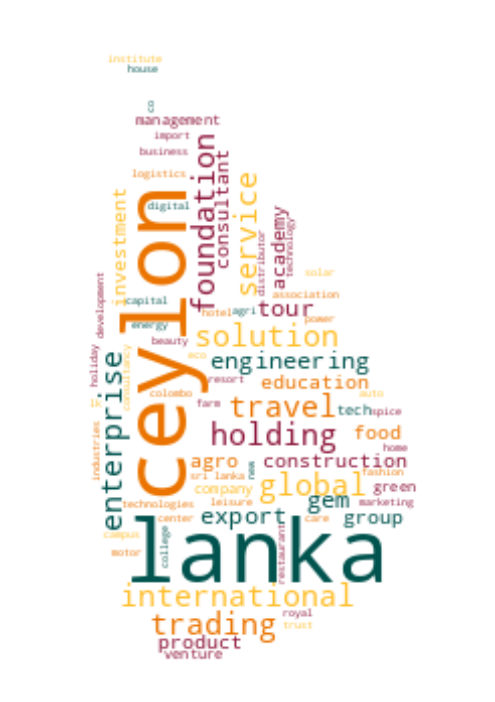 institute
house
co
management
import
business
foundation
consultant
logistics
service
investment
digital
ceylon
academy
technology
distributor
solar
association
development
capital
hotel
agri
tour
power
energy
solution
beauty
holiday
consultancy
enterprise
eco
engineering
resort
education
colombo
auto
farm
travel
tech
spice
holding
food
home
industries
agro
construction
sri lanka
new
fashion
company
global
green
technologies
leisure
gem
marketing
center
export
care
group
campus
college
lanka
restaurant
motor
international
royal
trading
trust
product
venture